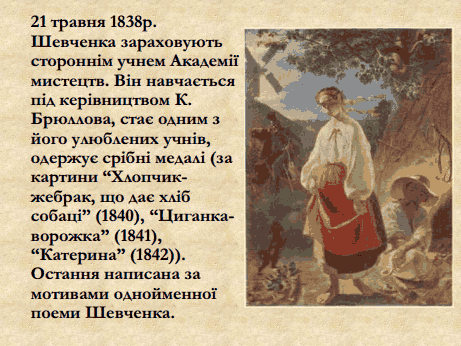 21 травня 1838р.
Шевченка зараховують
стороннім учнем Академії
мистецтв. Він навчається
під керівництвом К.
Брюллова, стає одним з
його улюблених учнів,
одержує срібні медалі (за
картини “Хлопчик-
жебрак, що дає хліб
собаці” (1840), “Циганка-
ворожка” (1841),
“Катерина” (1842)).
Остання написана за
мотивами однойменної
поеми Шевченка.